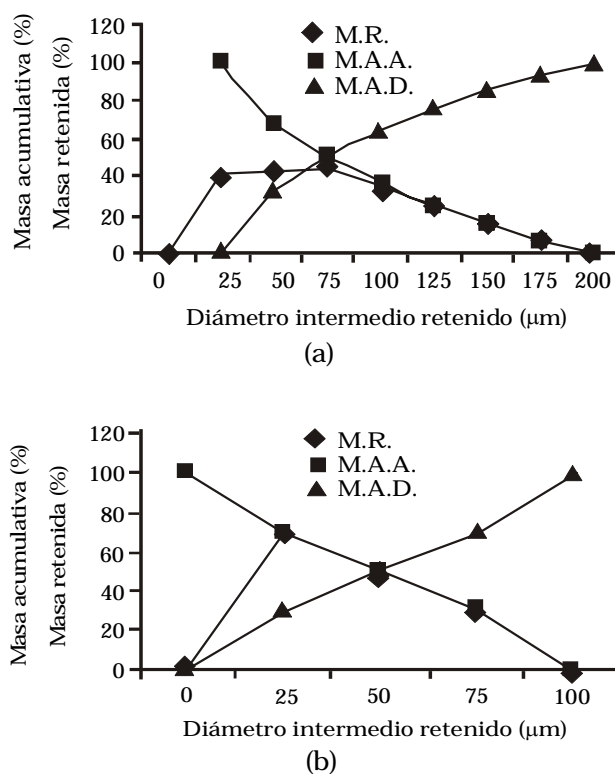 Masa acumulativa (%)
Masa retenida (%)
120
100
80
60
40
20
0
M.R.
M.A.A.
M.A.D.
0 25 50 75 100 125 150 175 200
Diámetro intermedio retenido (μm)
(a)
Masa acumulativa (%)
Masa retenida (%)
120
100
80
60
40
20
0
M.R.
M.A.A.
M.A.D.
0 25 50 75 100
Diámetro intermedio retenido (μm)
(b)